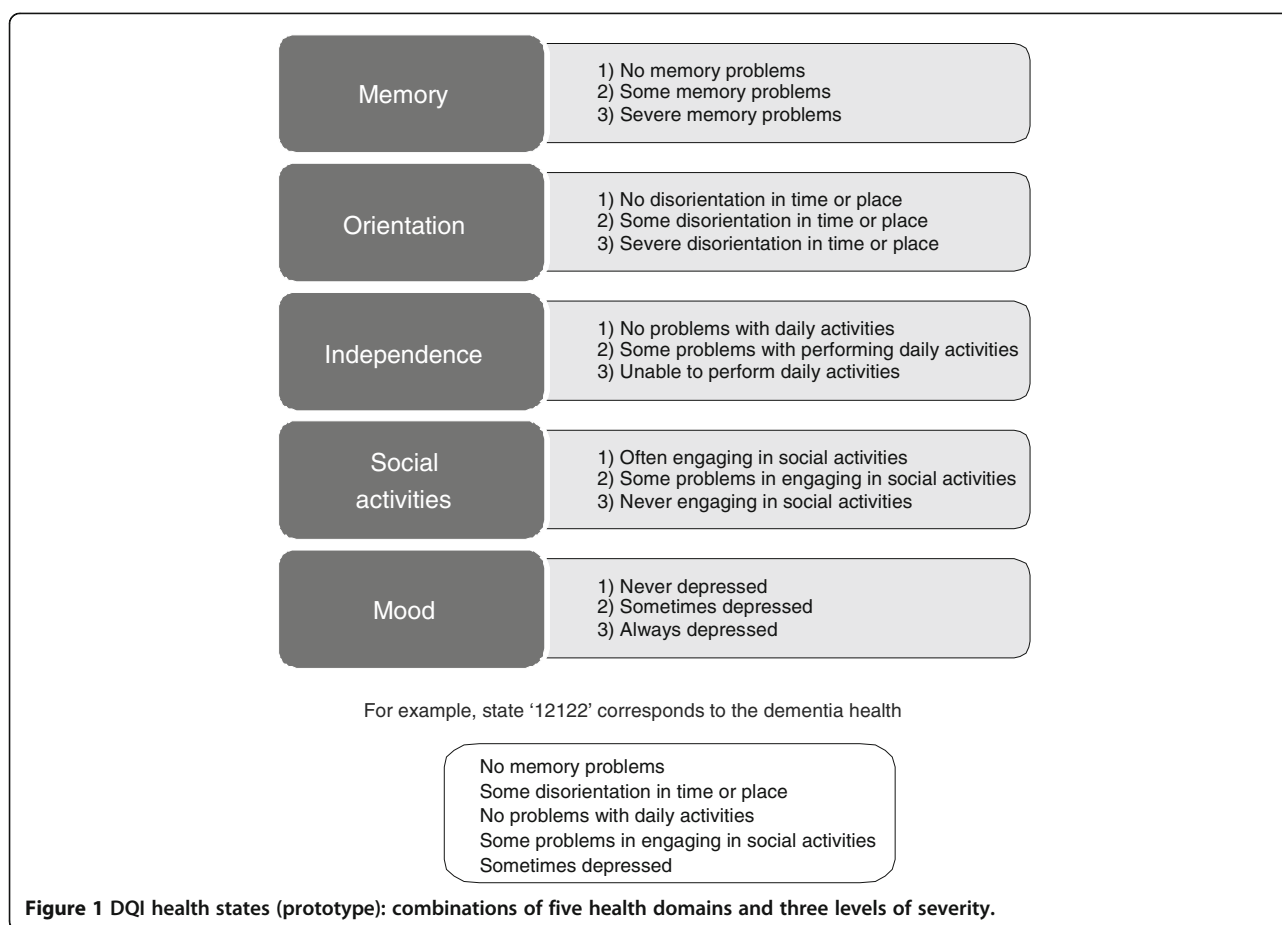 Memory
1) No memory problems
2) Some memory problems
3) Severe memory problems
Orientation
1) No disorientation in time or place
2) Some disorientation in time or place
3) Severe disorientation in time or place
Independence
1) No problems with daily activities
2) Some problems with performing daily activities
3) Unable to perform daily activities
Social
activities
1) Often engaging in social activities
2) Some problems in engaging in social activities
3) Never engaging in social activities
Mood
1) Never depressed
2) Sometimes depressed
3) Always depressed
For example, state ‘12122’ corresponds to the dementia health
No memory problems
Some disorientation in time or place
No problems with daily activities
Some problems in engaging in social activities
Sometimes depressed
Figure 1 DQI health states (prototype): combinations of five health domains and three levels of severity.